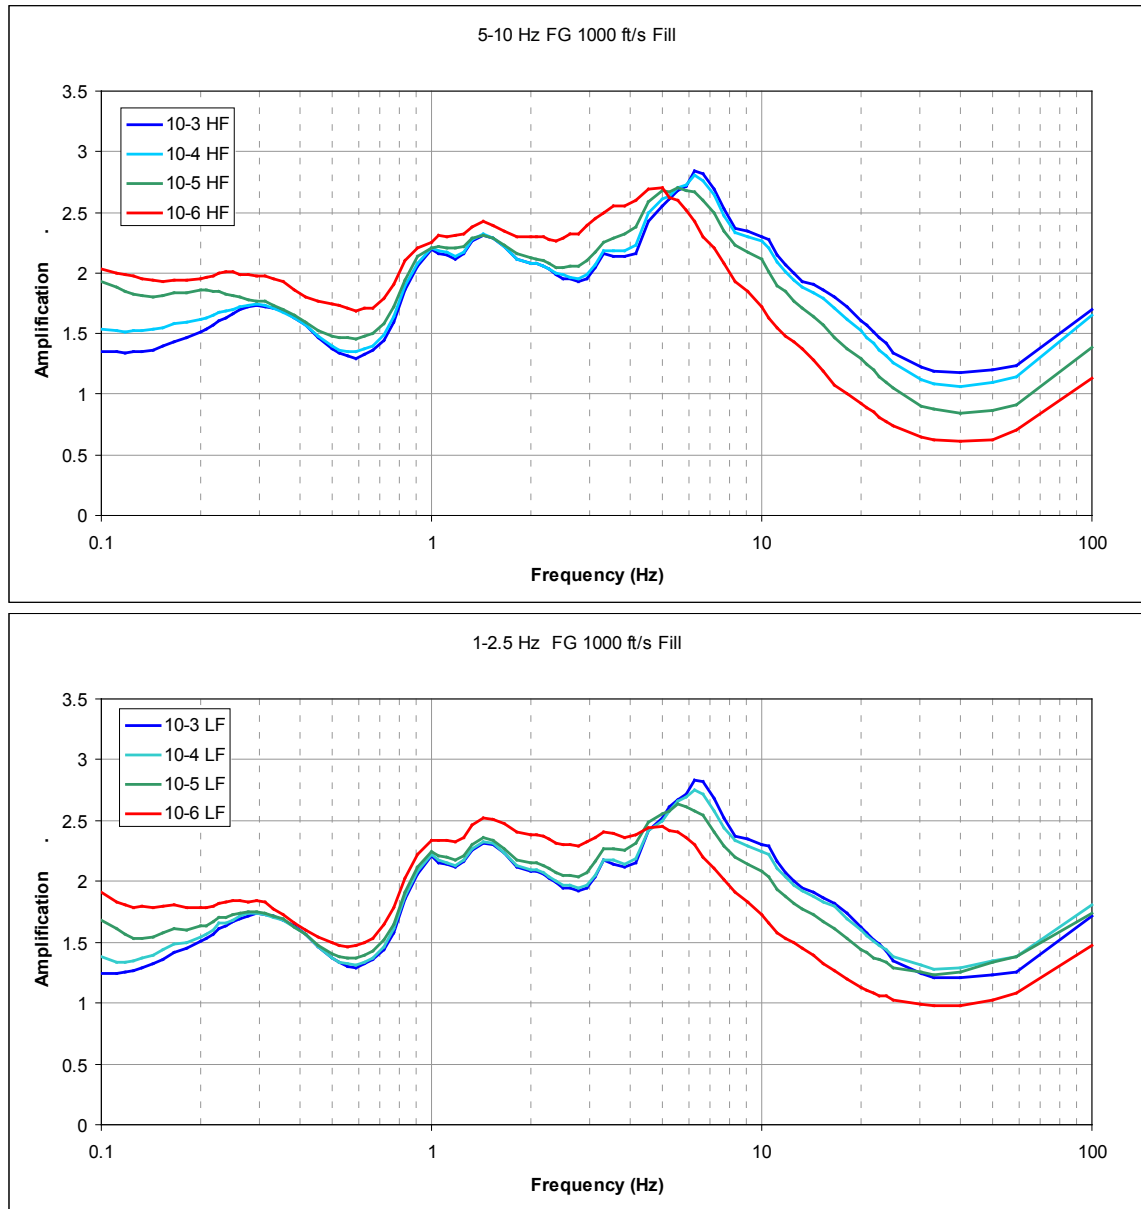 5-10 Hz FG 1000 ft/s Fill
3.5
3
2.5
2
1.5
1
0.5
0
10-3 HF
10-4 HF
10-5 HF
10-6 HF
Amplification .
0.1 1 10 100
Frequency (Hz)
1-2.5 Hz FG 1000 ft/s Fill
3.5
3
2.5
2
1.5
1
0.5
0
10-3 LF
10-4 LF
10-5 LF
10-6 LF
Amplification .
0.1 1 10 100
Frequency (Hz)